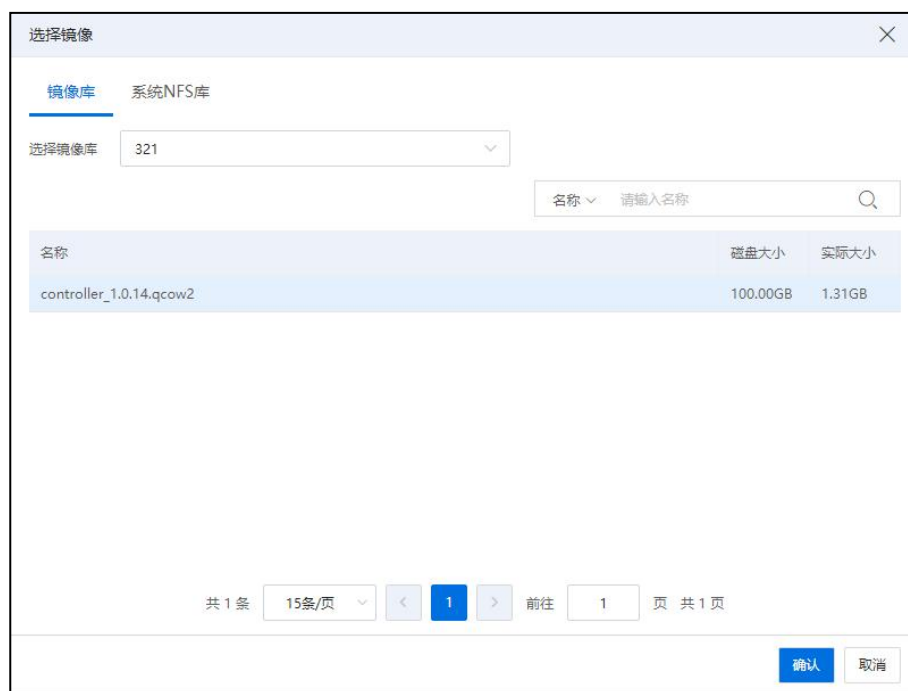 选择镜像
镜像库 系统NFS库
选择镜像库 321
名称 请输入名称
名称 磁盘大小 实际大小
controller_1.0.14.qcow2 100.00GB 1.31GB
共 1 条 15条/页 1 前往 1 页 共 1 页
确认 取消